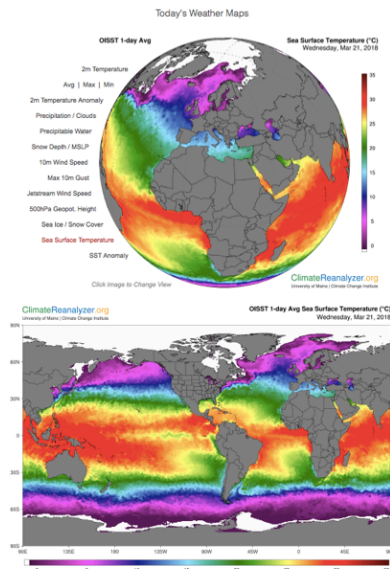 Today's Weather Maps
OISST 1-day Avg
Sea Surface Temperature (°C)
Wednesday, Mar 21, 2018
2m Temperature
Avg | Max | Min
2m Temperature Anomaly
Precipitation / Clouds
Precipitable Water
Snow Depth / MSLP
10m Wind Speed
Max 10m Gust
Jetstream Wind Speed
500hPa Geopot. Height
Sea Ice / Snow Cover
Sea Surface Temperature
SST Anomaly
35
30
25
20
15
10
5
0
Click Image to Change View
ClimateReanalyzer.org
University of Maine | Climate Change Institute
ClimateReanalyzer.org
University of Maine | Climate Change Institute
OISST 1-day Avg Sea Surface Temperature (°C)
Wednesday, Mar 21, 2018
90N
60N
30N
0
30S
60S
90S
90E
135E
180
135W
90W
45W
0
45E